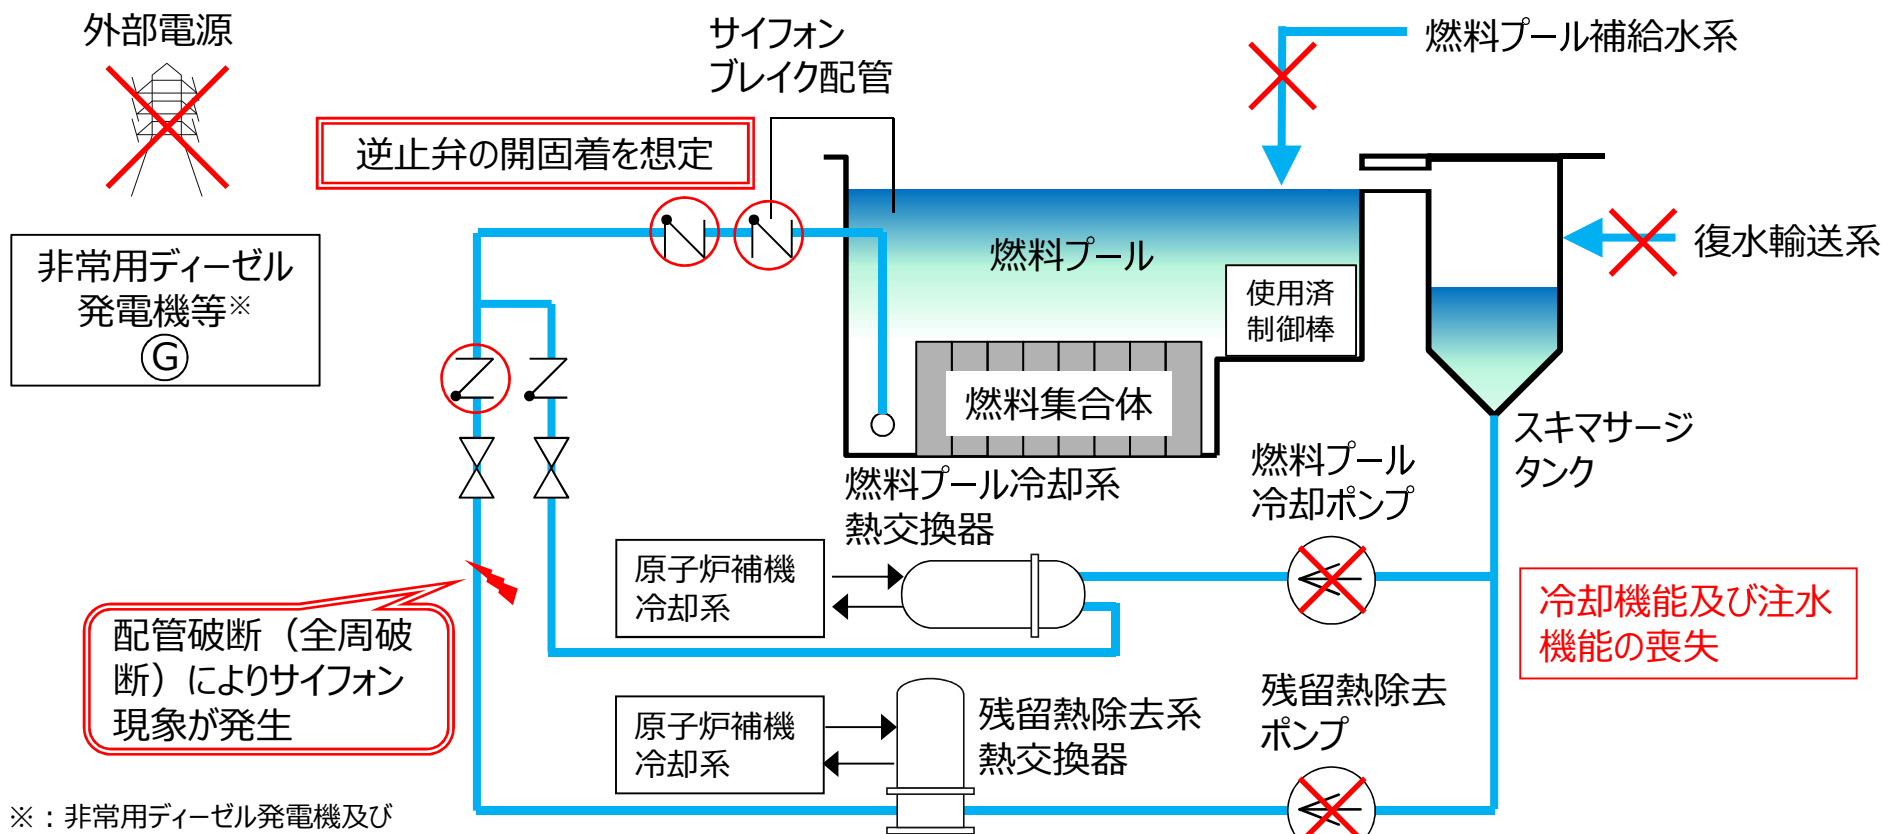 外部電源
サイフォン
ブレイク配管
燃料プール補給水系
逆止弁の開固着を想定
復水輸送系
燃料プール
非常用ディーゼル
発電機等※
G
使用済
制御棒
燃料集合体
スキマサージ
タンク
燃料プール
冷却ポンプ
燃料プール冷却系
熱交換器
原子炉補機
冷却系
冷却機能及び注水
機能の喪失
配管破断（全周破
断）によりサイフォン
現象が発生
残留熱除去
ポンプ
残留熱除去系
熱交換器
原子炉補機
冷却系
※：非常用ディーゼル発電機及び